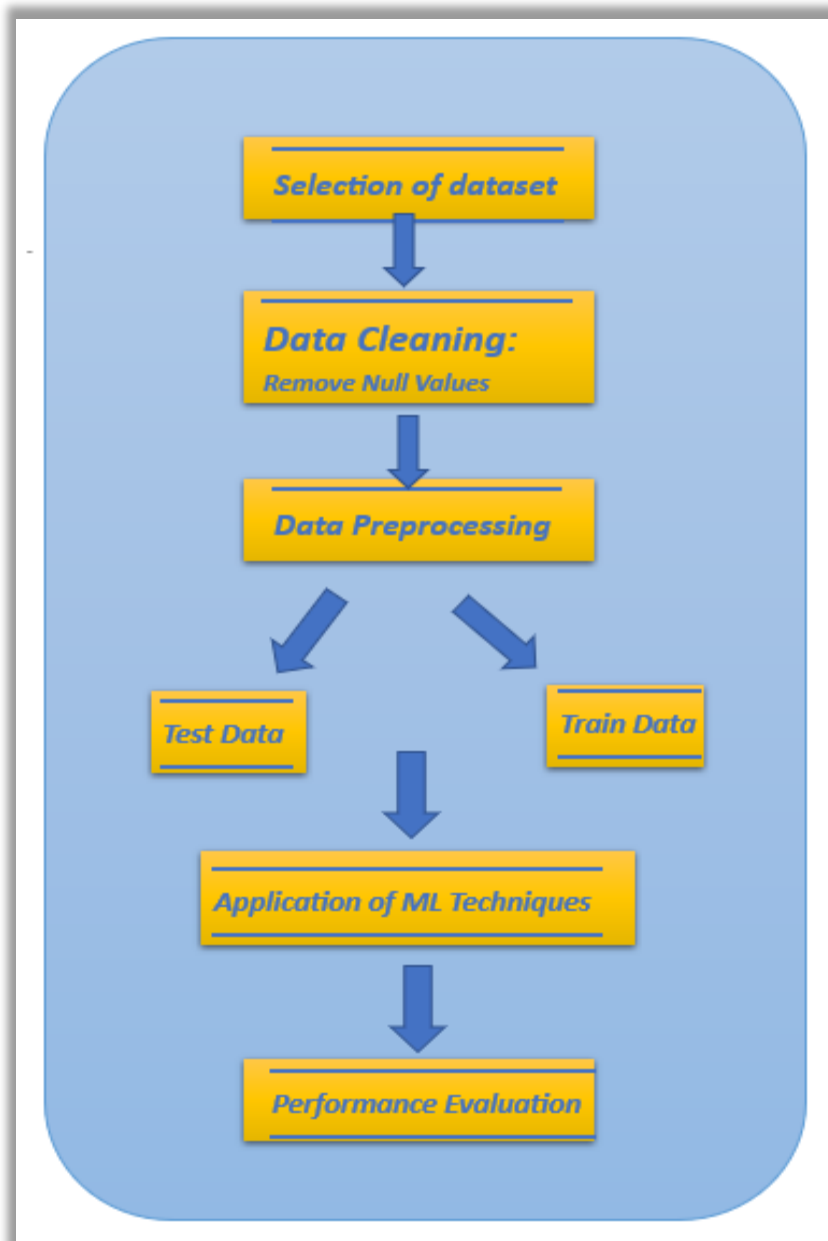 Selection of dataset
Data Cleaning:
Remove Null Values
Data Preprocessing
Test Data
Train Data
Application of ML Techniques
Performance Evaluation